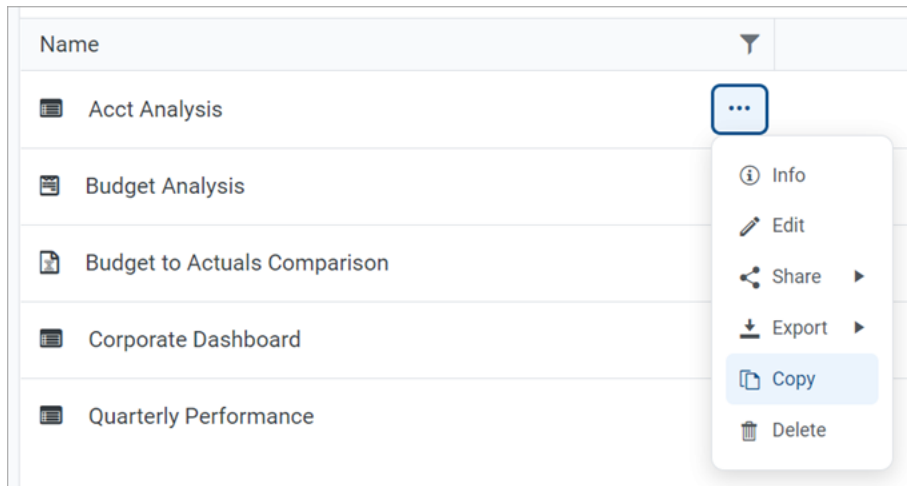 Name
Acct Analysis
Budget Analysis
Budget to Actuals Comparison
Corporate Dashboard
Quarterly Performance
Info
Edit
Share
Export
Copy
Delete